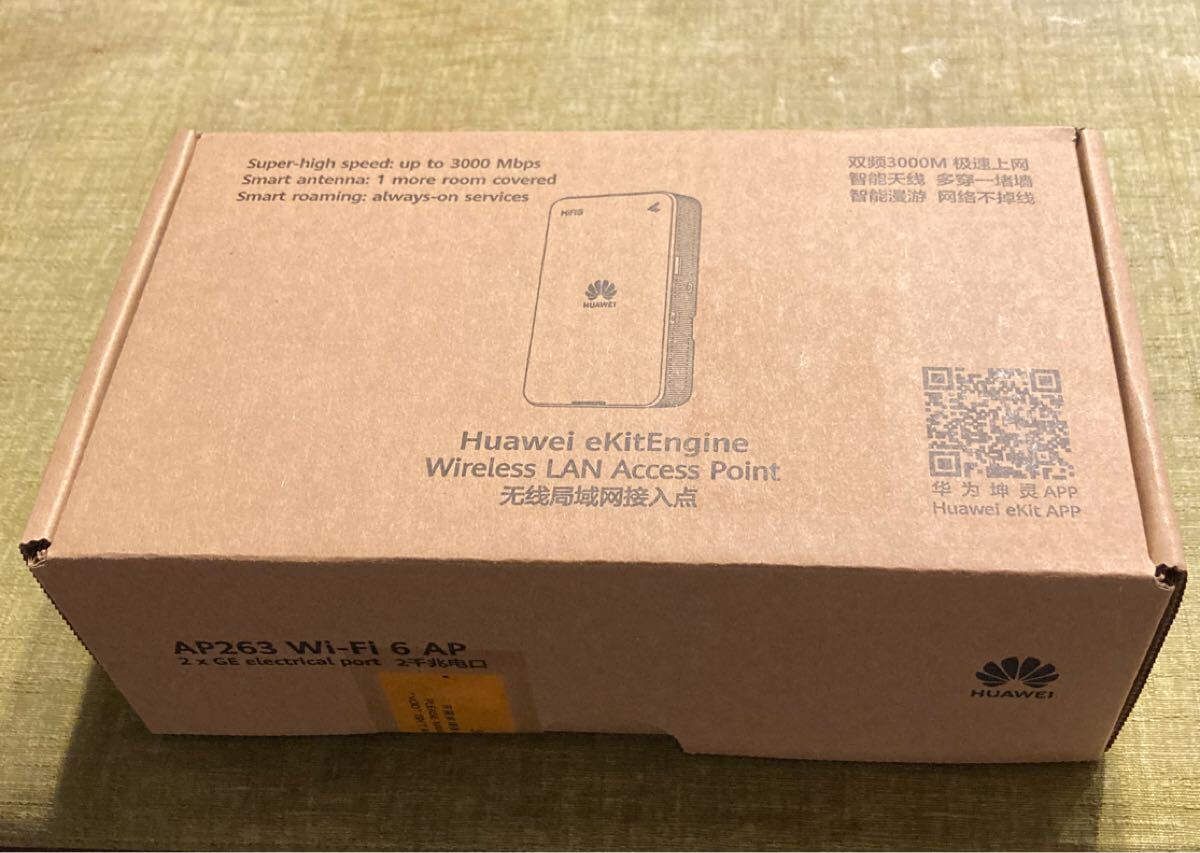 Super-high speed: up to 3000 Mbps
Smart antenna: 1 more room covered
Smart roaming: always-on services
双频3000M 极速上网
智能天线 多穿一堵墙
智能漫游 网络不掉线
HUAWEI
Huawei eKitEngine
Wireless LAN Access Point
无线局域网接入点
华为坤灵APP
Huawei eKit APP
AP263 Wi-Fi 6 AP
2 x GE electrical port 2千兆电口
HUAWEI